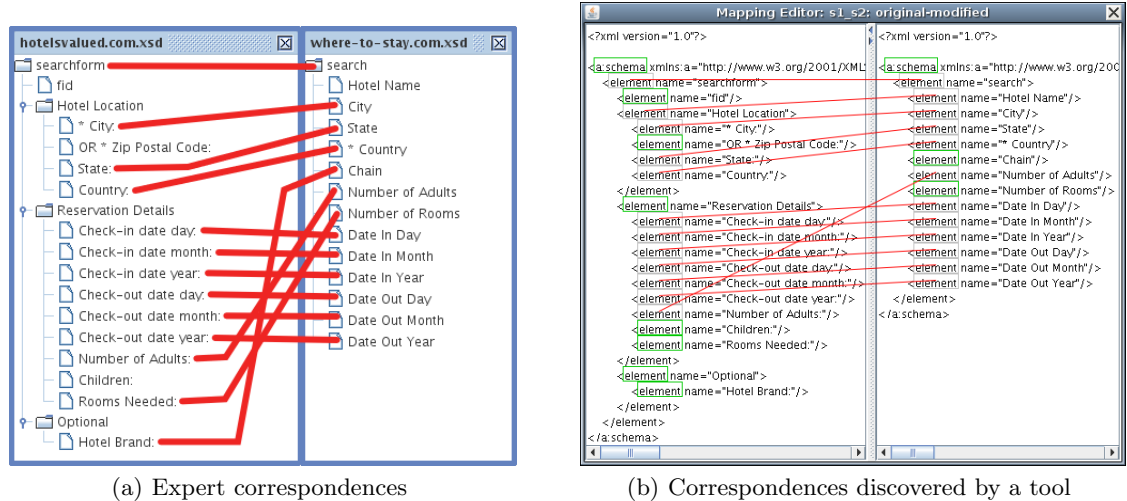 hotelsvalued.com.xsd
searchform
fid
Hotel Location
* City:
OR * Zip Postal Code:
State:
Country:
Reservation Details
Check-in date day:
Check-in date month:
Check-in date year:
Check-out date day:
Check-out date month:
Check-out date year:
Number of Adults:
Children:
Rooms Needed:
Optional
Hotel Brand:
where-to-stay.com.xsd
search
Hotel Name
City
State
* Country
Chain
Number of Adults
Number of Rooms
Date In Day
Date In Month
Date In Year
Date Out Day
Date Out Month
Date Out Year
(a) Expert correspondences
Mapping Editor: s1_s2: original-modified
<?xml version="1.0"?>
<a:schema xmlns:a="http://www.w3.org/2001/XML
<element name="searchform">
<element name="fid"/>
<element name="Hotel Location">
<element name="* City:"/>
<element name="OR * Zip Postal Code:"/>
<element name="State:"/>
<element name="Country:"/>
</element>
<element name="Reservation Details">
<element name="Check-in date day:"/>
<element name="Check-in date month:"/>
<element name="Check-in date year:"/>
<element name="Check-out date day:"/>
<element name="Check-out date month:"/>
<element name="Check-out date year:"/>
<element name="Number of Adults:"/>
<element name="Children:"/>
<element name="Rooms Needed:"/>
</element>
<element name="Optional">
<element name="Hotel Brand:"/>
</element>
</element>
</a:schema>
<?xml version="1.0"?>
<a:schema xmlns:a="http://www.w3.org/200
<element name="search">
<element name="Hotel Name"/>
<element name="City"/>
<element name="State"/>
<element name="* Country"/>
<element name="Chain"/>
<element name="Number of Adults"/>
<element name="Number of Rooms"/>
<element name="Date In Day"/>
<element name="Date In Month"/>
<element name="Date In Year"/>
<element name="Date Out Day"/>
<element name="Date Out Month"/>
<element name="Date Out Year"/>
</element>
</a:schema>
(b) Correspondences discovered by a tool